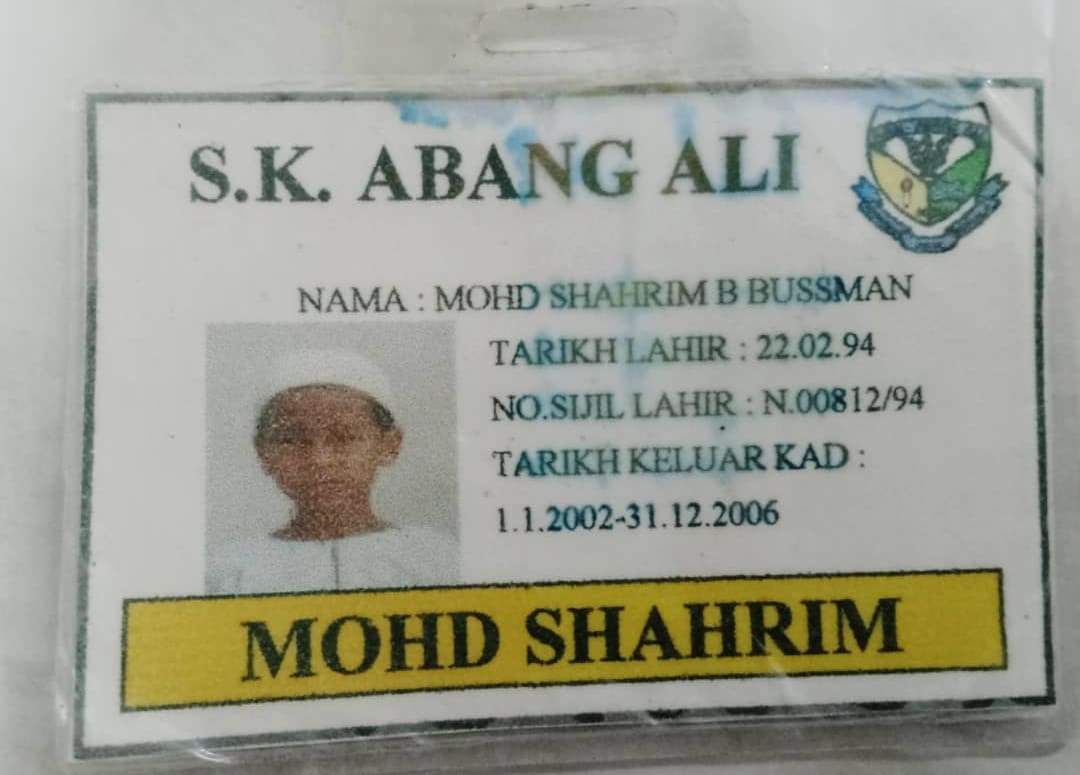 S.K. ABANG ALI
NAMA : MOHD SHAHRIM B BUSSMAN
TARIKH LAHIR : 22.02.94
NO.SIJIL LAHIR : N.00812/94
TARIKH KELUAR KAD :
1.1.2002-31.12.2006
MOHD SHAHRIM